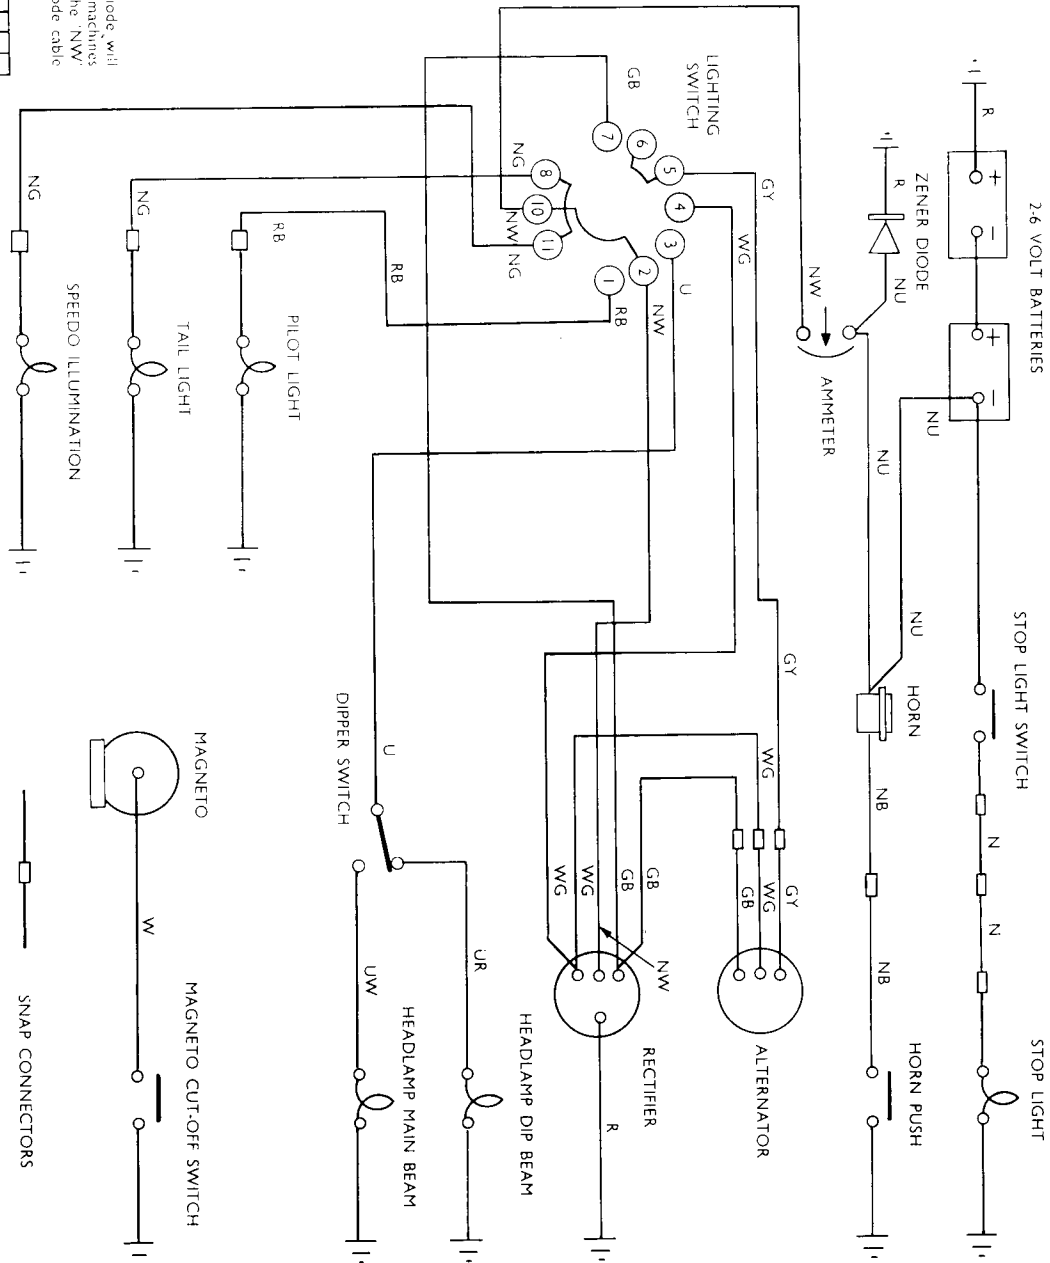 2-6 VOLT BATTERIES
R
+
−
+
−
NU
STOP LIGHT SWITCH
N
N
STOP LIGHT
ZENER DIODE
R
NU
NW
AMMETER
NU
NU
HORN
NB
NB
HORN PUSH
LIGHTING
SWITCH
GB
GY
WG
U
NW
RB
NG
NW
NG
7
6
5
4
3
2
1
8
10
11
GY
WG
GB
WG
GY
ALTERNATOR
WG
WG
GB
GB
NW
RECTIFIER
R
RB
RB
PILOT LIGHT
NG
TAIL LIGHT
NG
SPEEDO ILLUMINATION
DIPPER SWITCH
U
UR
UW
HEADLAMP DIP BEAM
HEADLAMP MAIN BEAM
MAGNETO
W
MAGNETO CUT-OFF SWITCH
SNAP CONNECTORS
will
machines
'NW'
cable